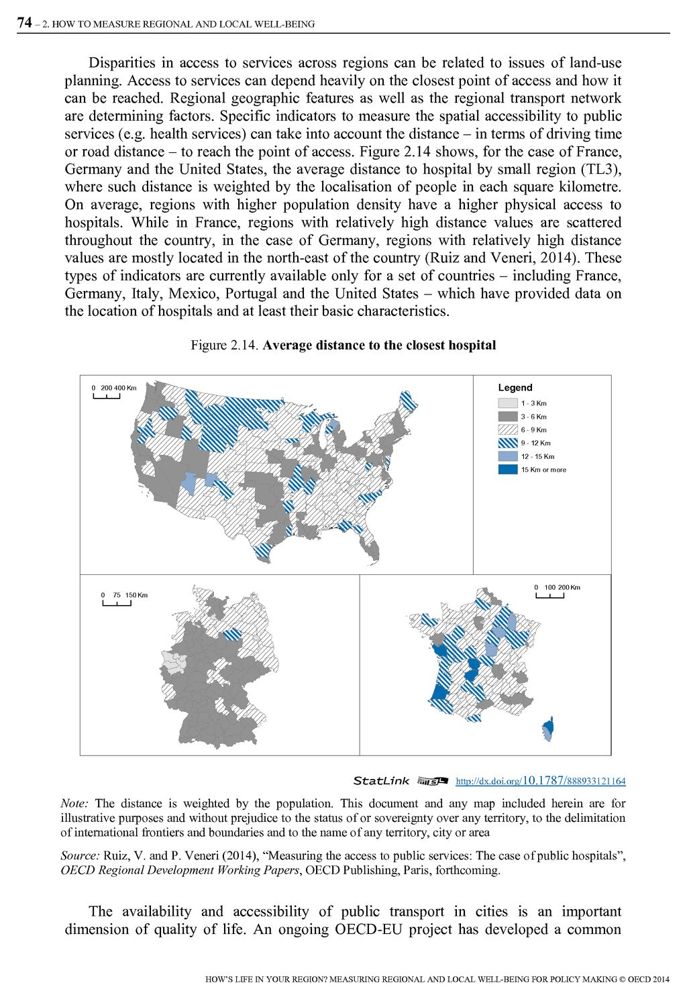 74 – 2. HOW TO MEASURE REGIONAL AND LOCAL WELL-BEING
Disparities in access to services across regions can be related to issues of land-use
planning. Access to services can depend heavily on the closest point of access and how it
can be reached. Regional geographic features as well as the regional transport network
are determining factors. Specific indicators to measure the spatial accessibility to public
services (e.g. health services) can take into account the distance – in terms of driving time
or road distance – to reach the point of access. Figure 2.14 shows, for the case of France,
Germany and the United States, the average distance to hospital by small region (TL3),
where such distance is weighted by the localisation of people in each square kilometre.
On average, regions with higher population density have a higher physical access to
hospitals. While in France, regions with relatively high distance values are scattered
throughout the country, in the case of Germany, regions with relatively high distance
values are mostly located in the north-east of the country (Ruiz and Veneri, 2014). These
types of indicators are currently available only for a set of countries – including France,
Germany, Italy, Mexico, Portugal and the United States – which have provided data on
the location of hospitals and at least their basic characteristics.
Figure 2.14. Average distance to the closest hospital
0 200 400 Km
Legend
1 - 3 Km
3 - 6 Km
6 - 9 Km
9 - 12 Km
12 - 15 Km
15 Km or more
0 75 150 Km
0 100 200 Km
StatLink http://dx.doi.org/10.1787/888933121164
Note: The distance is weighted by the population. This document and any map included herein are for
illustrative purposes and without prejudice to the status of or sovereignty over any territory, to the delimitation
of international frontiers and boundaries and to the name of any territory, city or area
Source: Ruiz, V. and P. Veneri (2014), “Measuring the access to public services: The case of public hospitals”,
OECD Regional Development Working Papers, OECD Publishing, Paris, forthcoming.
The availability and accessibility of public transport in cities is an important
dimension of quality of life. An ongoing OECD-EU project has developed a common
HOW’S LIFE IN YOUR REGION? MEASURING REGIONAL AND LOCAL WELL-BEING FOR POLICY MAKING © OECD 2014